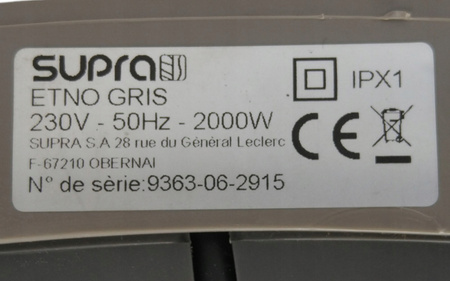 supra
ETNO GRIS
230V - 50Hz - 2000W
SUPRA S.A 28 rue du Général Leclerc
F-67210 OBERNAI
N° de série:9363-06-2915
IPX1
CE